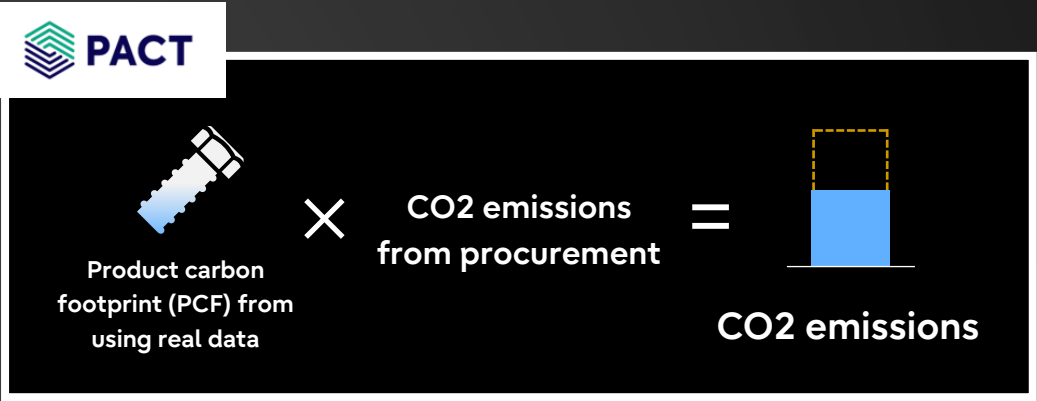 PACT
Product carbon
footprint (PCF) from
using real data
×
CO2 emissions
from procurement
=
CO2 emissions